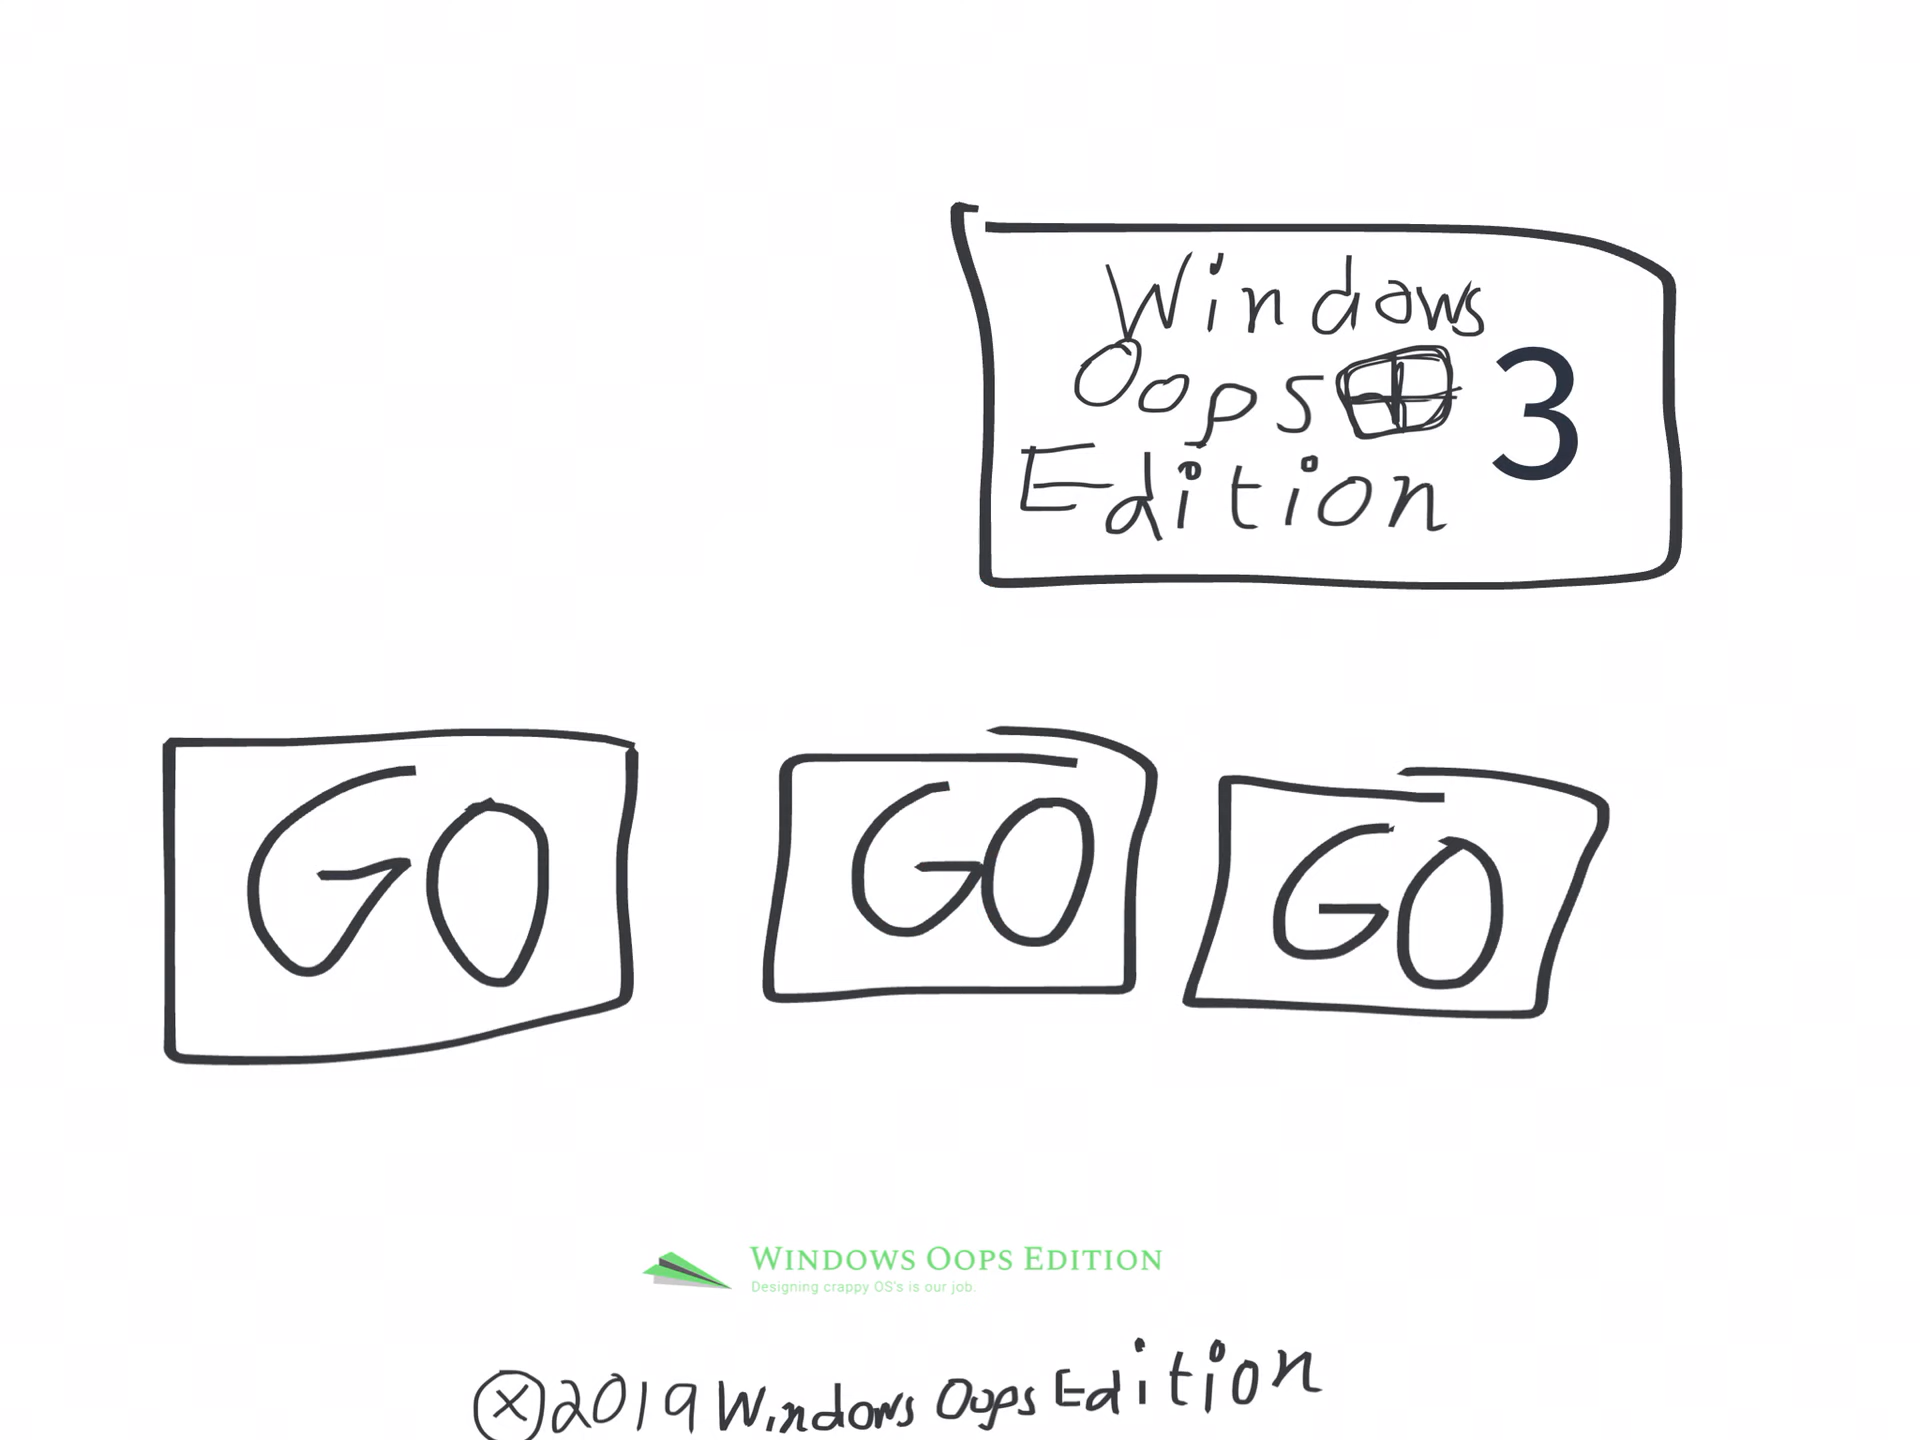 Windows
Oops 3
Edition
GO GO GO
WINDOWS OOPS EDITION
Designing crappy OS's is our job.
ⓧ2019 Windows Oops Edition